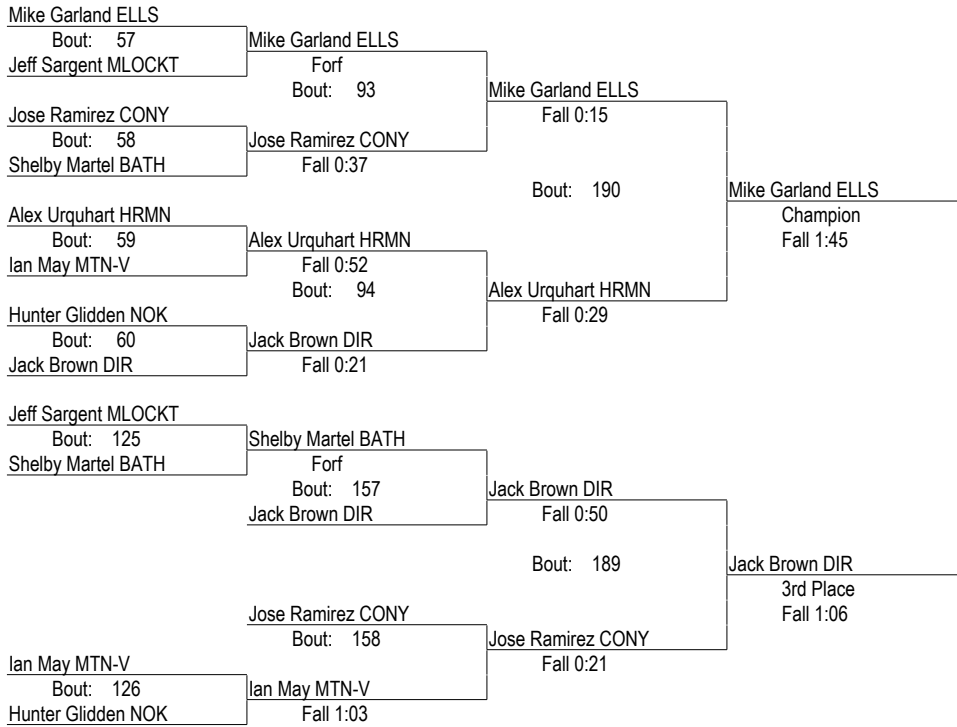 Mike Garland ELLS
Bout: 57
Mike Garland ELLS
Jeff Sargent MLOCKT
Forf
Bout: 93
Mike Garland ELLS
Jose Ramirez CONY
Fall 0:15
Bout: 58
Jose Ramirez CONY
Shelby Martel BATH
Fall 0:37
Bout: 190
Mike Garland ELLS
Alex Urquhart HRMN
Champion
Bout: 59
Alex Urquhart HRMN
Fall 1:45
Ian May MTN-V
Fall 0:52
Bout: 94
Alex Urquhart HRMN
Hunter Glidden NOK
Fall 0:29
Bout: 60
Jack Brown DIR
Jack Brown DIR
Fall 0:21
Jeff Sargent MLOCKT
Bout: 125
Shelby Martel BATH
Shelby Martel BATH
Forf
Bout: 157
Jack Brown DIR
Jack Brown DIR
Fall 0:50
Bout: 189
Jack Brown DIR
3rd Place
Jose Ramirez CONY
Fall 1:06
Bout: 158
Jose Ramirez CONY
Ian May MTN-V
Fall 0:21
Bout: 126
Ian May MTN-V
Hunter Glidden NOK
Fall 1:03